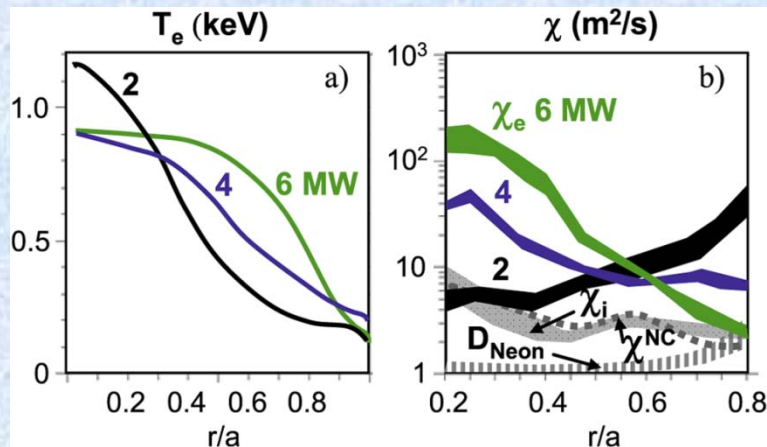 Tₑ (keV)
a)
2
4
6 MW
1.0
0.5
0
0.2 0.4 0.6 0.8
r/a
χ (m²/s)
b)
χₑ 6 MW
4
2
χᵢ
D_Neon
χ^NC
10³
10²
10
1
0.2 0.4 0.6 0.8
r/a